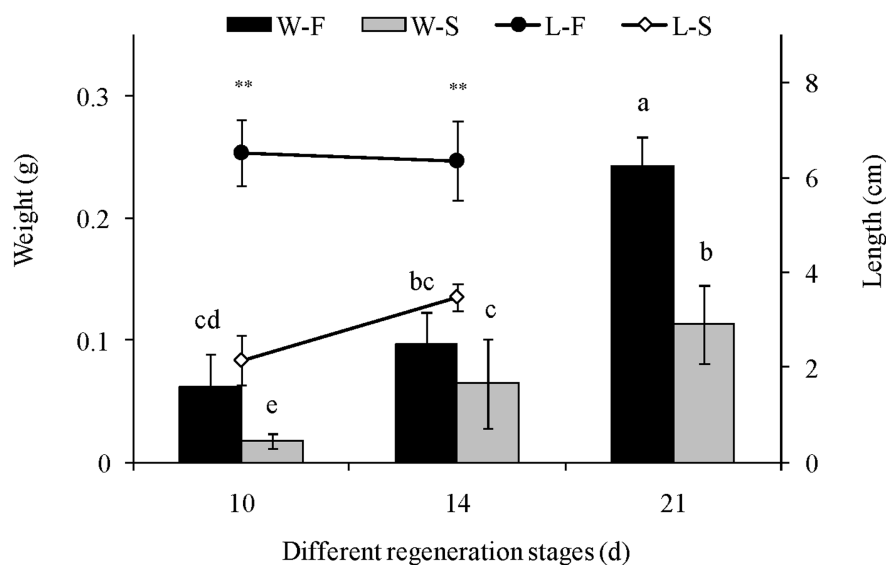 W-F W-S L-F L-S
Weight (g)
0.3
0.2
0.1
0
8
6
4
2
0
Length (cm)
** ** a
cd bc b
e c
10 14 21
Different regeneration stages (d)